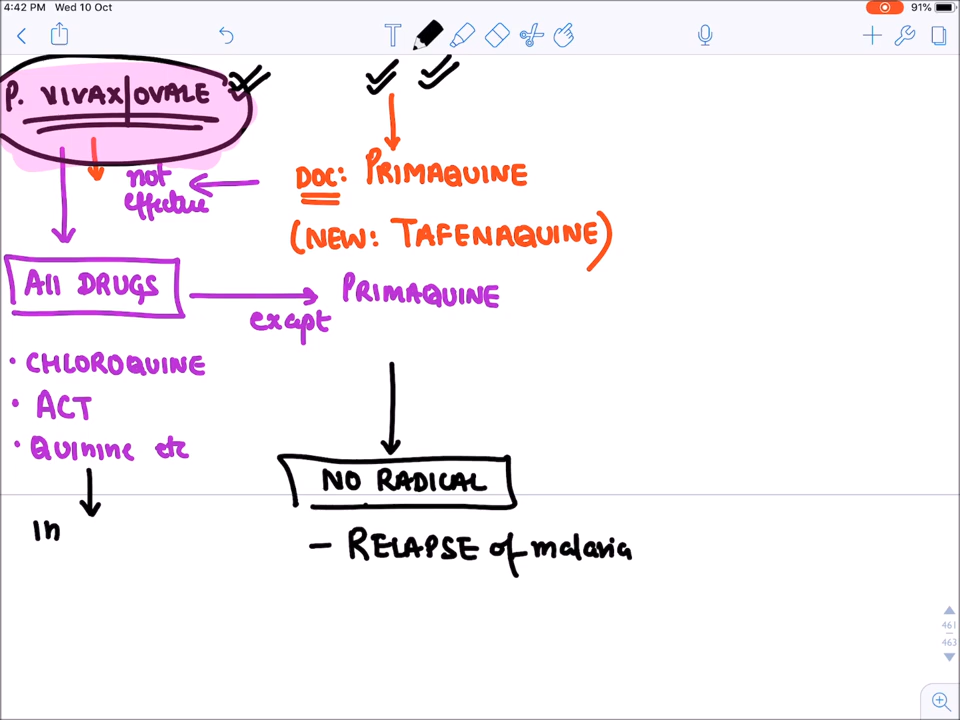 4:42 PM Wed 10 Oct
91%
T
P. VIVAX|OVALE
not
effective
DOC: PRIMAQUINE
(NEW: TAFENAQUINE)
All DRUGS
exapt
PRIMAQUINE
• CHLOROQUINE
• ACT
• Quinine etc
In
NO RADICAL
– RELAPSE of malaria
461
463